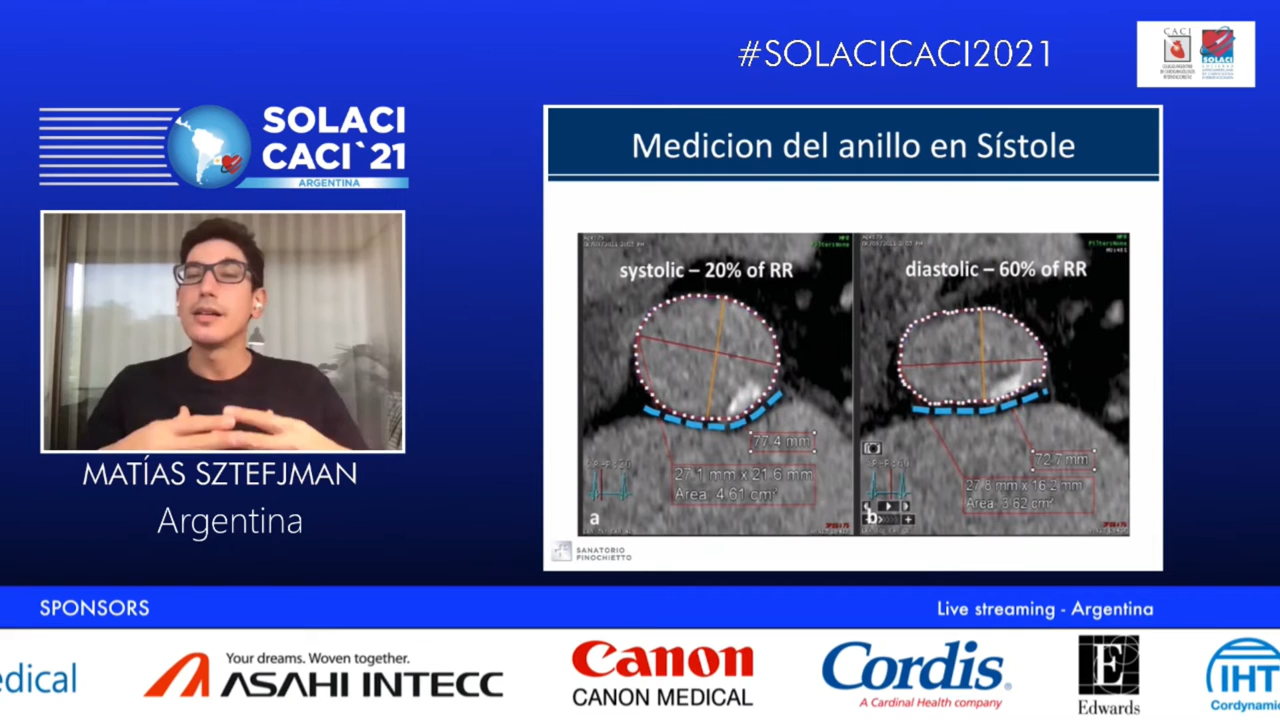 #SOLACICACI2021
CACI
SOLACI
SOLACI
CACI`21
ARGENTINA
Medicion del anillo en Sístole
systolic – 20% of RR
diastolic – 60% of RR
77.4 mm
27.1 mm x 21.6 mm
Area: 4.61 cm²
a
72.7 mm
27.8 mm x 16.2 mm
Area: 3.62 cm²
b
SANATORIO
FINOCHIETTO
MATÍAS SZTEFJMAN
Argentina
SPONSORS
Live streaming - Argentina
edical
Your dreams. Woven together.
ASAHI INTECC
Canon
CANON MEDICAL
Cordis®
A Cardinal Health company
E
Edwards
IHT
Cordynamic